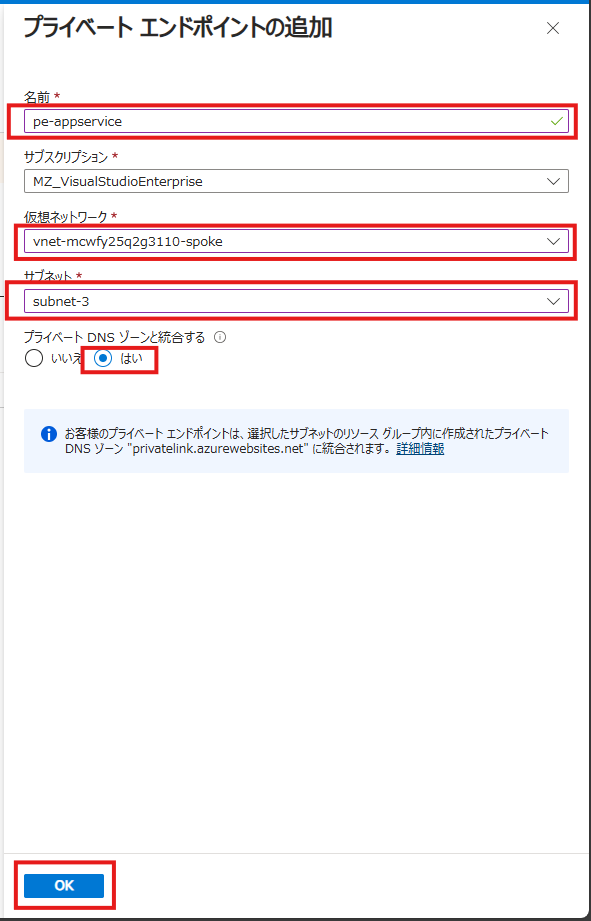 プライベート エンドポイントの追加
名前 *
pe-appservice
サブスクリプション *
MZ_VisualStudioEnterprise
仮想ネットワーク *
vnet-mcwfy25q2g3110-spoke
サブネット *
subnet-3
プライベート DNS ゾーンと統合する
いいえ はい
お客様のプライベート エンドポイントは、選択したサブネットのリソース グループ内に作成されたプライベート
DNS ゾーン "privatelink.azurewebsites.net" に統合されます。 詳細情報
OK